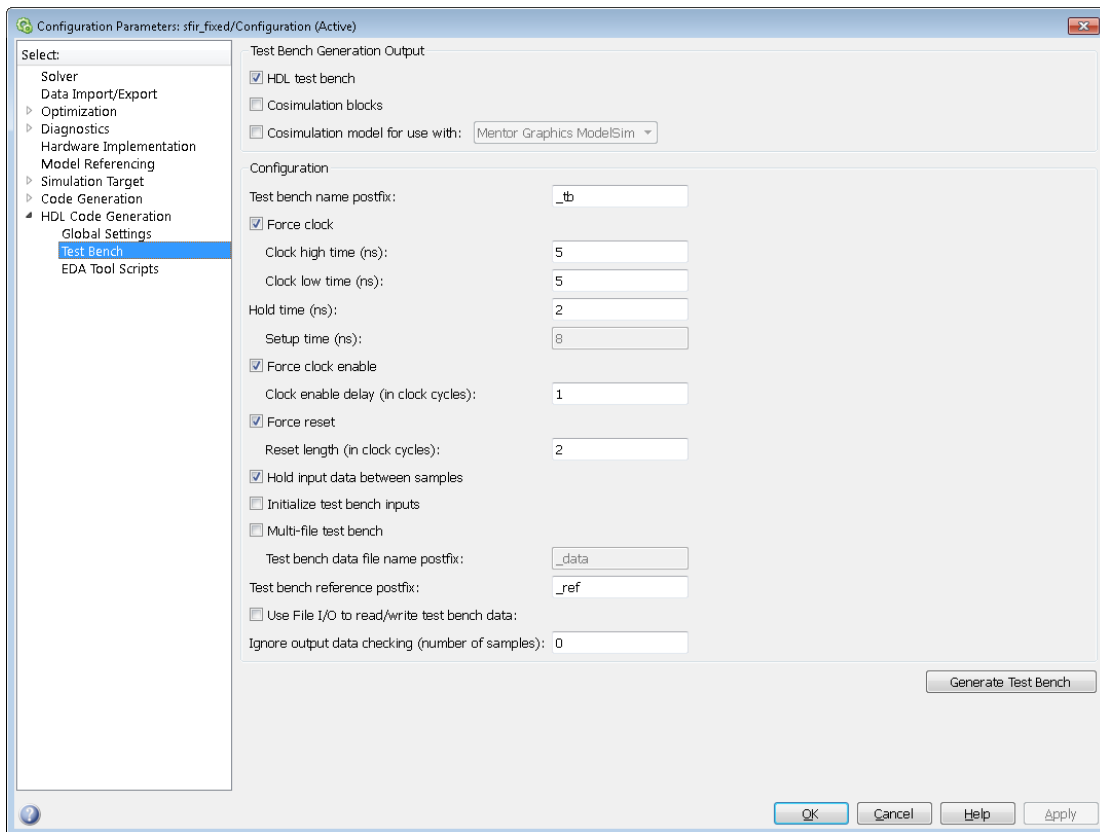 Configuration Parameters: sfir_fixed/Configuration (Active)
Select:
Solver
Data Import/Export
Optimization
Diagnostics
Hardware Implementation
Model Referencing
Simulation Target
Code Generation
HDL Code Generation
Global Settings
Test Bench
EDA Tool Scripts
Test Bench Generation Output
HDL test bench
Cosimulation blocks
Cosimulation model for use with: Mentor Graphics ModelSim
Configuration
Test bench name postfix: _tb
Force clock
Clock high time (ns): 5
Clock low time (ns): 5
Hold time (ns): 2
Setup time (ns): 8
Force clock enable
Clock enable delay (in clock cycles): 1
Force reset
Reset length (in clock cycles): 2
Hold input data between samples
Initialize test bench inputs
Multi-file test bench
Test bench data file name postfix: _data
Test bench reference postfix: _ref
Use File I/O to read/write test bench data:
Ignore output data checking (number of samples): 0
Generate Test Bench
OK Cancel Help Apply